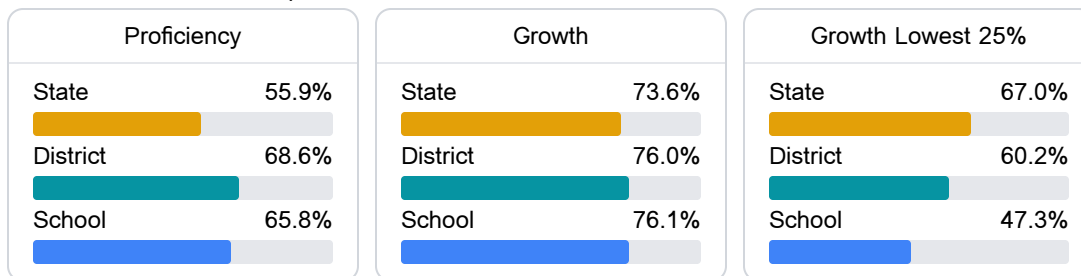 Proficiency
State 55.9%
District 68.6%
School 65.8%
Growth
State 73.6%
District 76.0%
School 76.1%
Growth Lowest 25%
State 67.0%
District 60.2%
School 47.3%